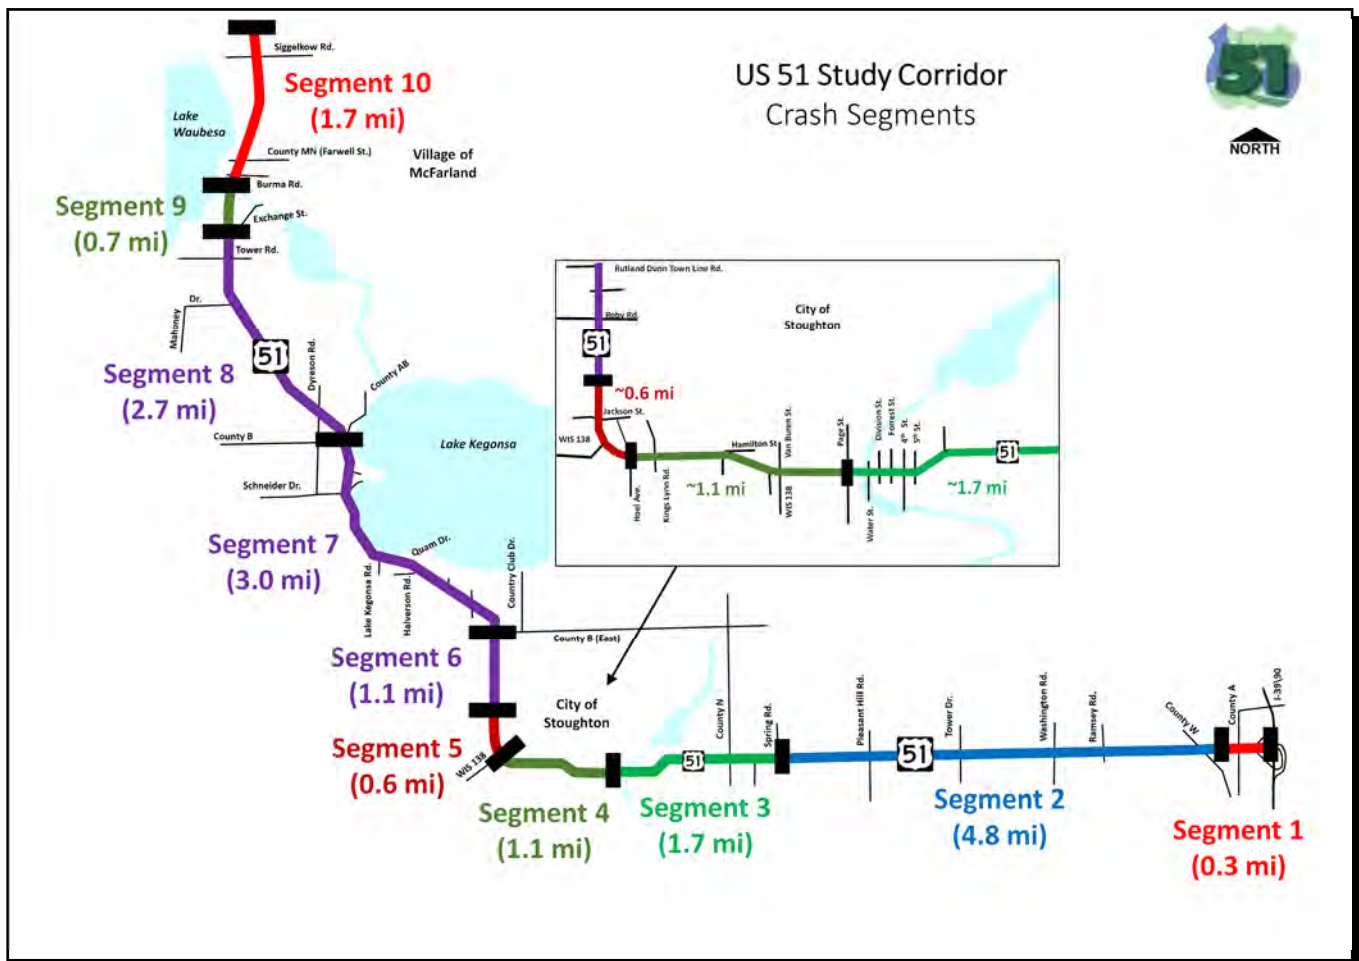 US 51 Study Corridor
Crash Segments
51
NORTH
Siggelkow Rd.
Segment 10
(1.7 mi)
Lake
Waubesa
County MN (Farwell St.)
Village of
McFarland
Burma Rd.
Segment 9
(0.7 mi)
Exchange St.
Tower Rd.
Dr.
Mahoney
51
Segment 8
(2.7 mi)
Dyreson Rd.
County AB
County B
Lake Kegonsa
Schneider Dr.
Segment 7
(3.0 mi)
Quam Dr.
Lake Kegonsa Rd.
Halverson Rd.
Country Club Dr.
County B (East)
Segment 6
(1.1 mi)
City of
Stoughton
Segment 5
(0.6 mi)
WIS 138
Segment 4
(1.1 mi)
51
County N
Spring Rd.
Segment 3
(1.7 mi)
Pleasant Hill Rd.
51
Tower Dr.
Washington Rd.
Ramsey Rd.
Segment 2
(4.8 mi)
County W
County A
I-39\90
Segment 1
(0.3 mi)
Rutland Dunn Town Line Rd.
Roby Rd.
City of
Stoughton
51
~0.6 mi
Jackson St.
WIS 138
Hoel Ave.
Kings Lynn Rd.
~1.1 mi
Hamilton St
Van Buren St.
WIS 138
Page St.
Water St.
Division St.
Forrest St.
4th St.
5th St.
51
~1.7 mi